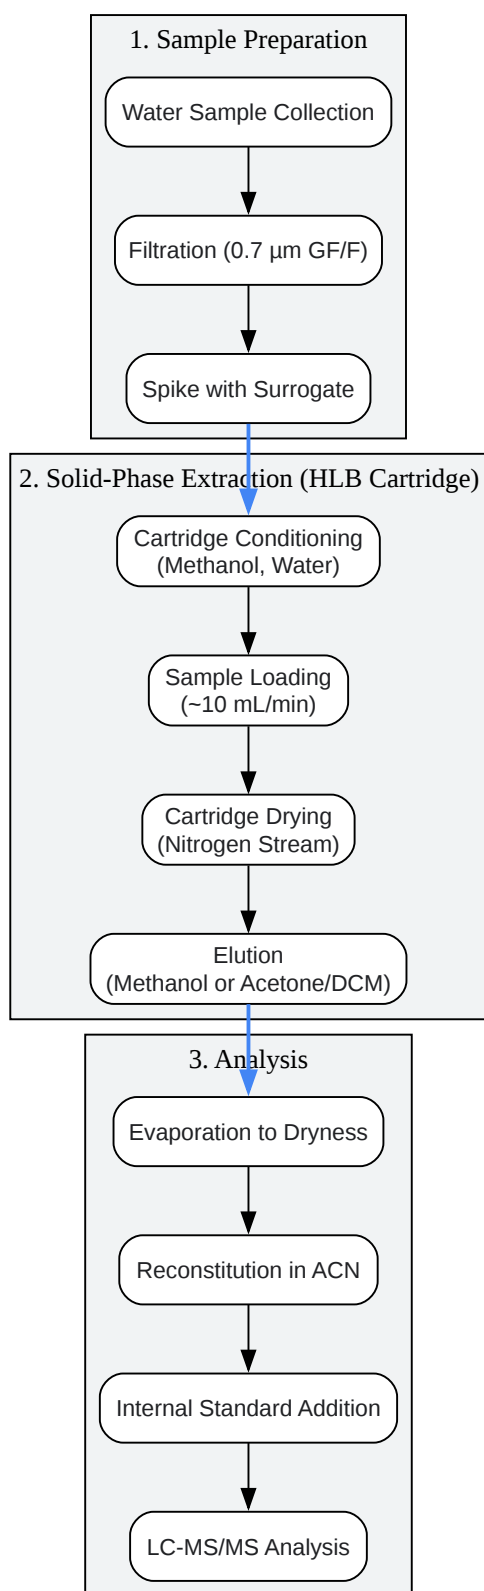 1. Sample Preparation
Water Sample Collection
Filtration (0.7 µm GF/F)
Spike with Surrogate
2. Solid-Phase Extraction (HLB Cartridge)
Cartridge Conditioning
(Methanol, Water)
Sample Loading
(~10 mL/min)
Cartridge Drying
(Nitrogen Stream)
Elution
(Methanol or Acetone/DCM)
3. Analysis
Evaporation to Dryness
Reconstitution in ACN
Internal Standard Addition
LC-MS/MS Analysis